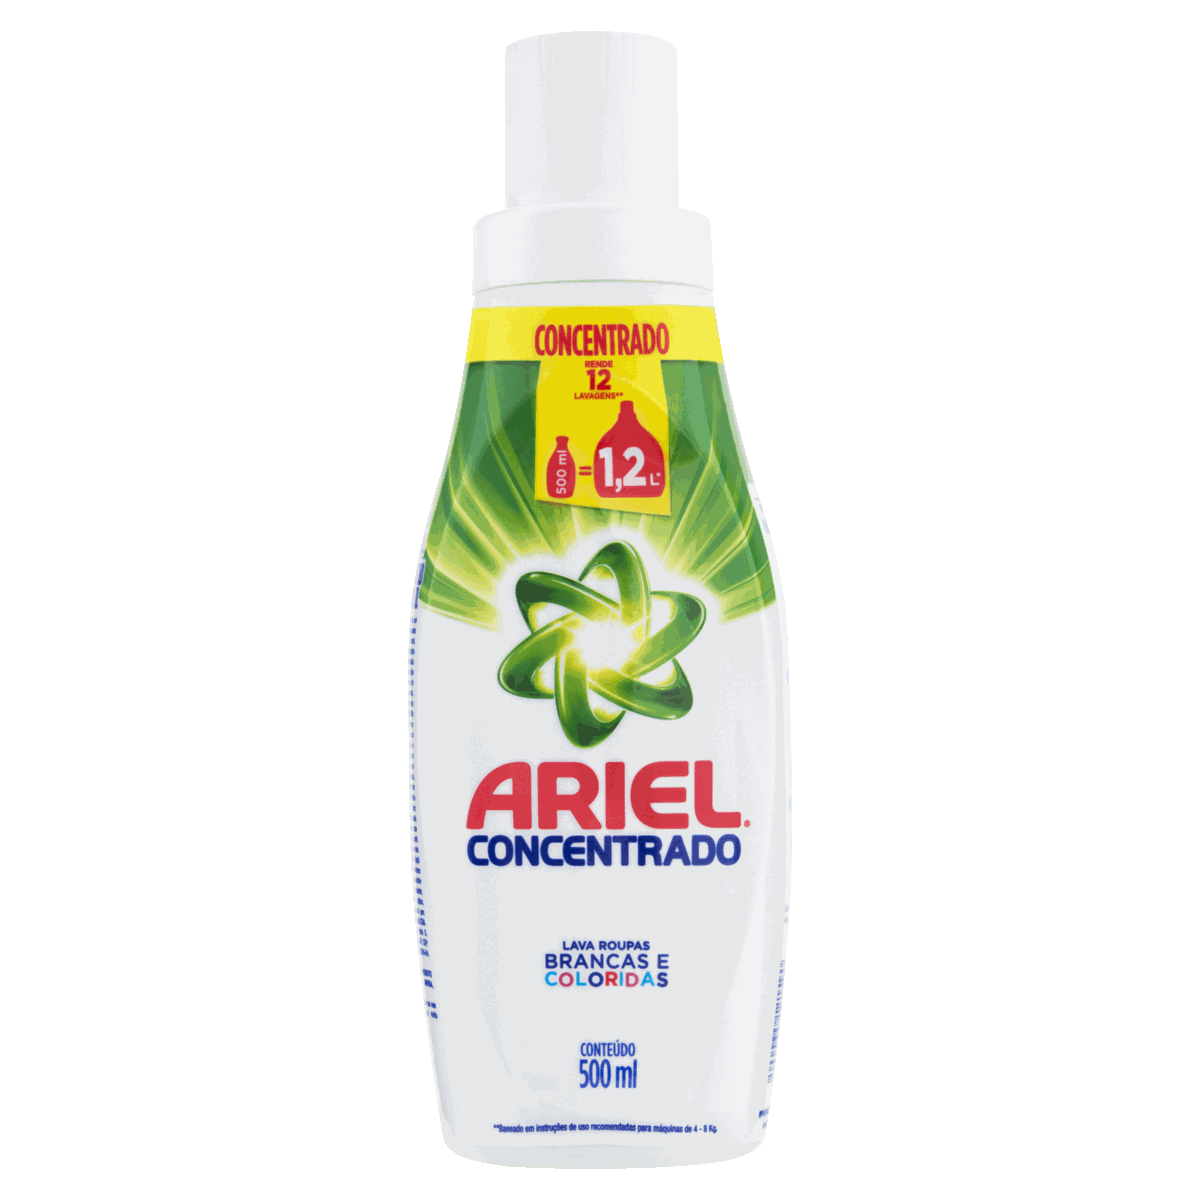 CONCENTRADO
RENDE
12
LAVAGENS**
500 ml = 1,2 L*
ARIEL.
CONCENTRADO
LAVA ROUPAS
BRANCAS E
COLORIDAS
CONTEÚDO
500 ml
**Baseado em instruções de uso recomendadas para máquinas de 4 - 8 Kg.